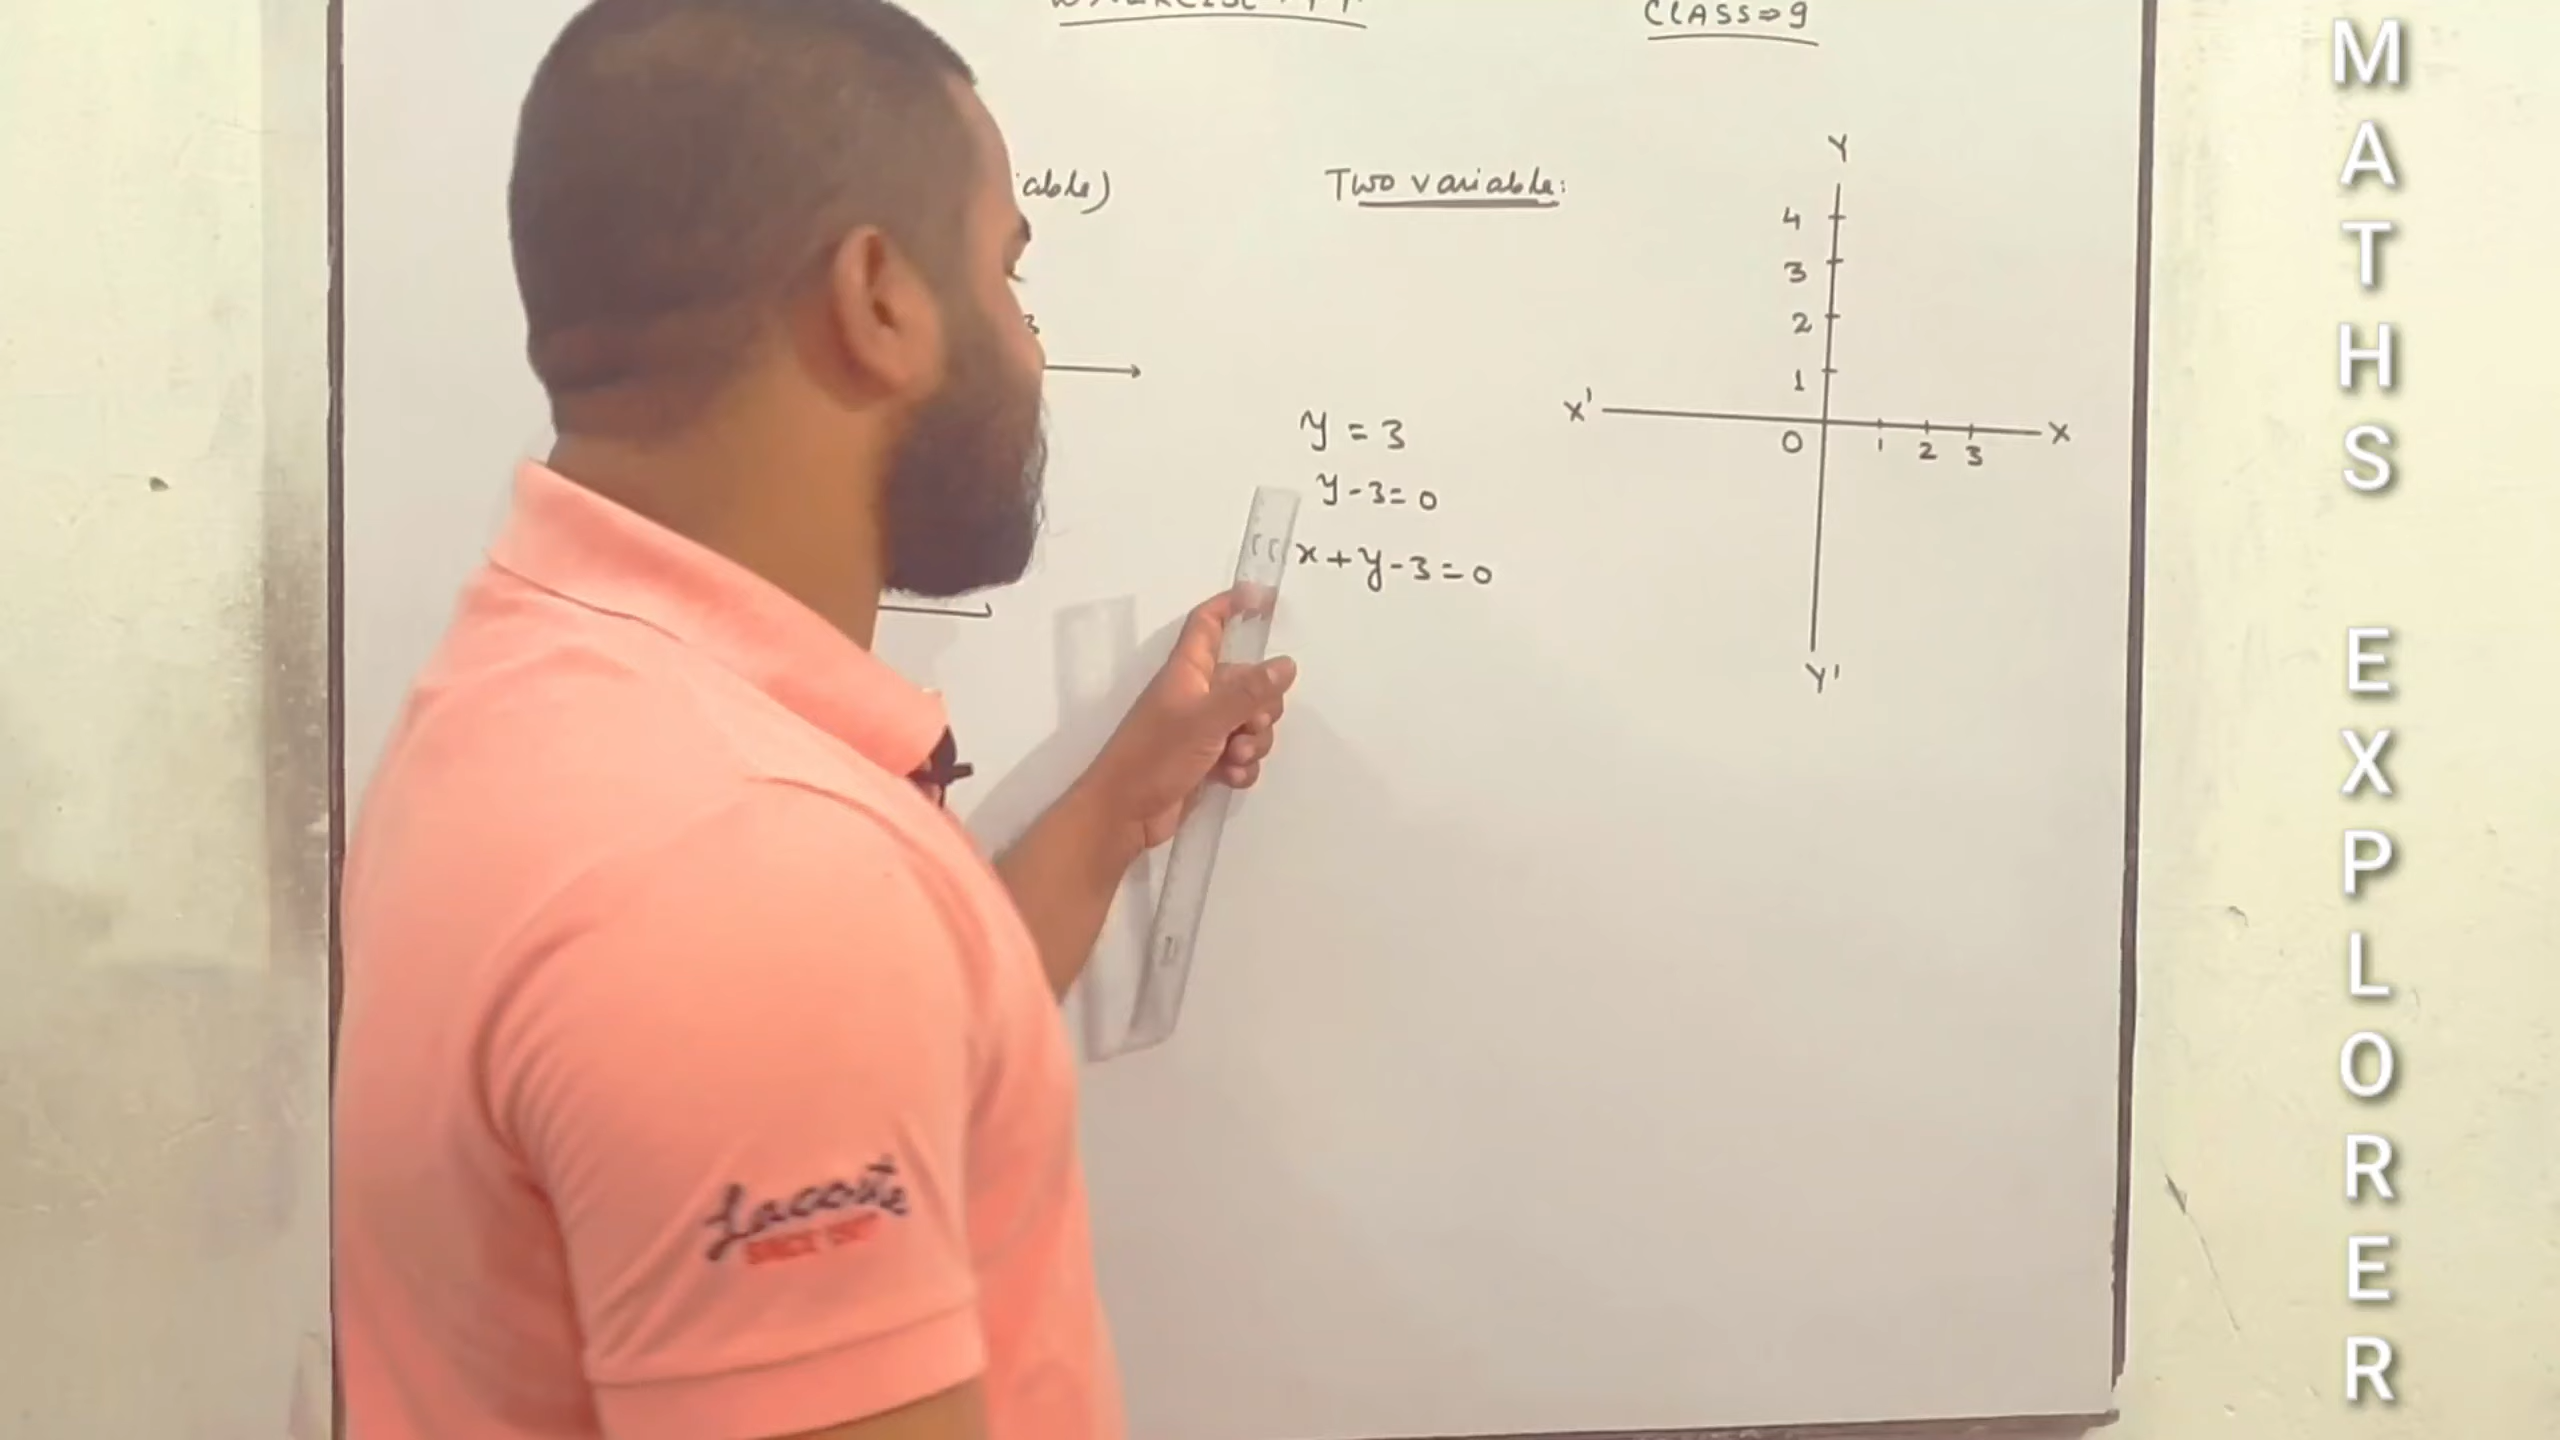 CLASS⇒9
able)
Two variable:
3
y = 3
y-3=0
x+y-3=0
Y
4
3
2
1
X'
O
1
2
3
X
Y'
Lacoste
MATHS EXPLORER